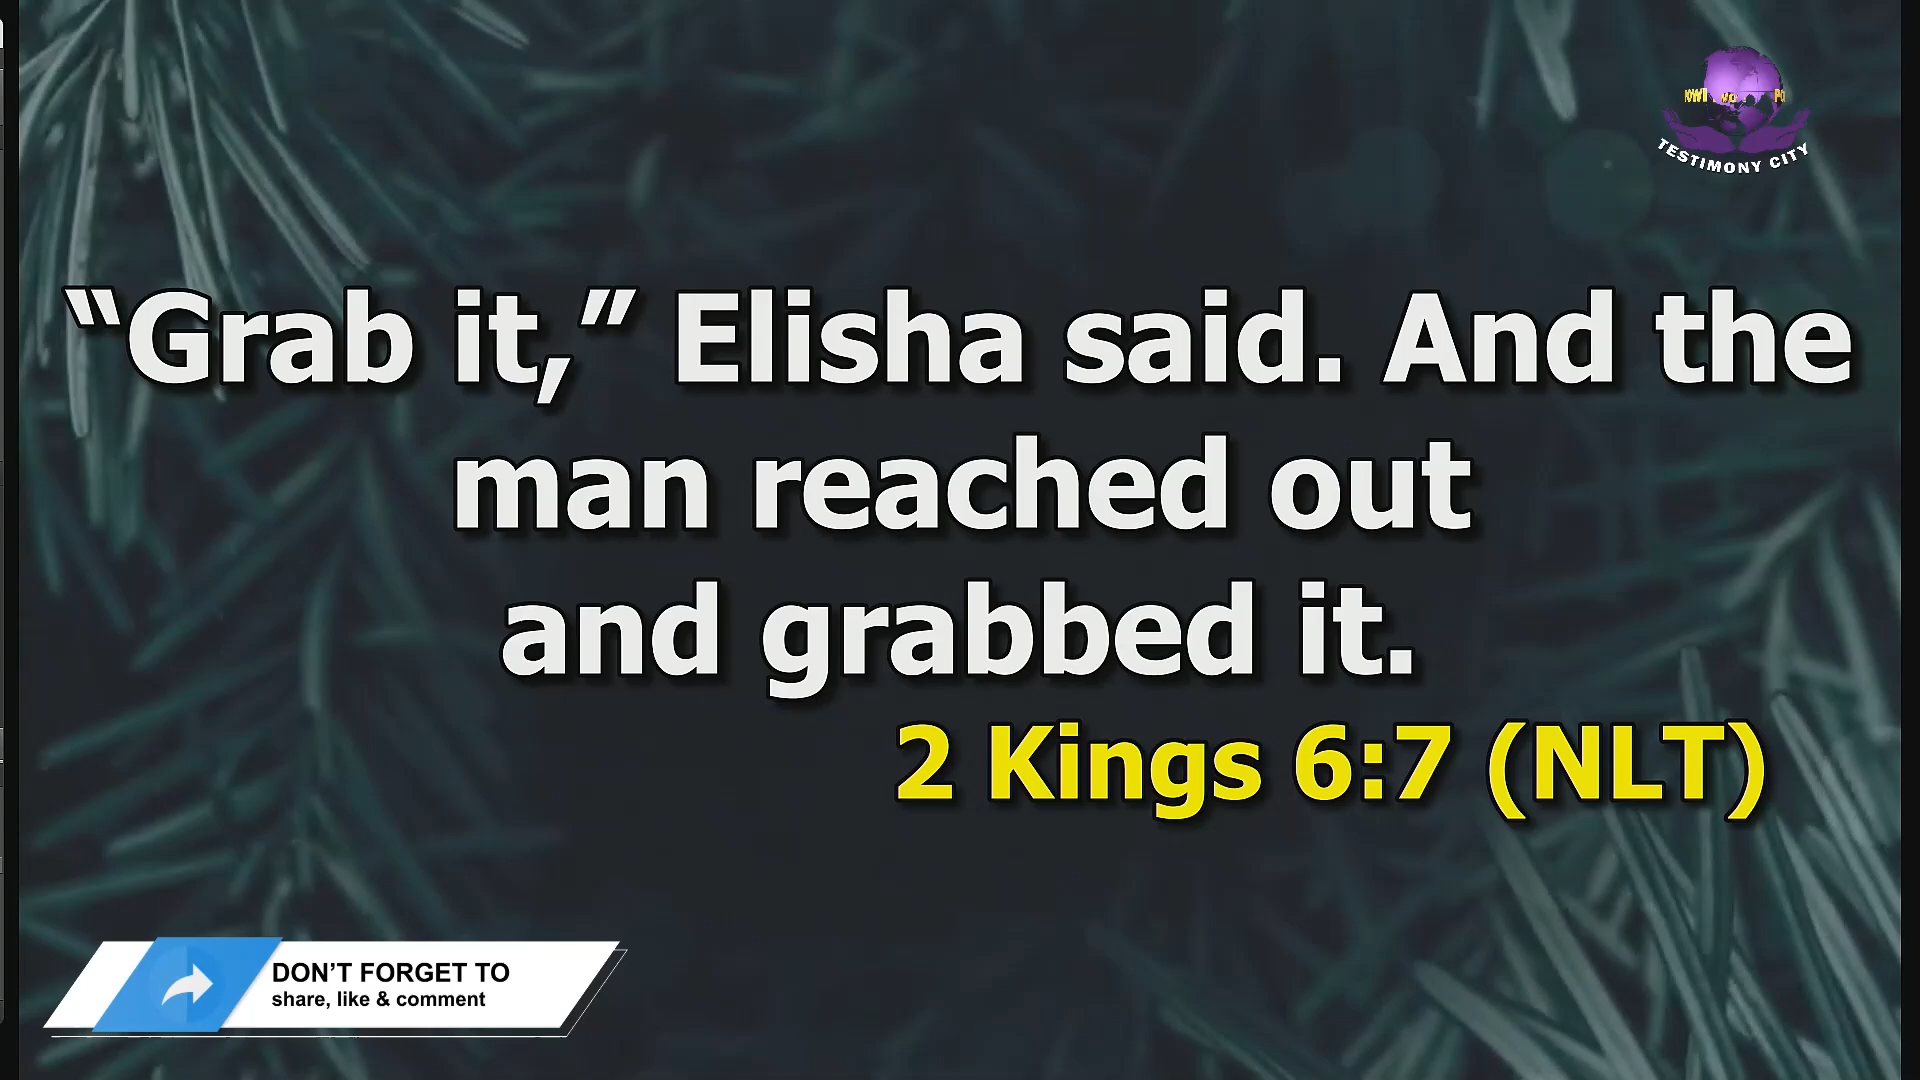 TESTIMONY CITY
“Grab it,” Elisha said. And the
man reached out
and grabbed it.
2 Kings 6:7 (NLT)
DON’T FORGET TO
share, like & comment